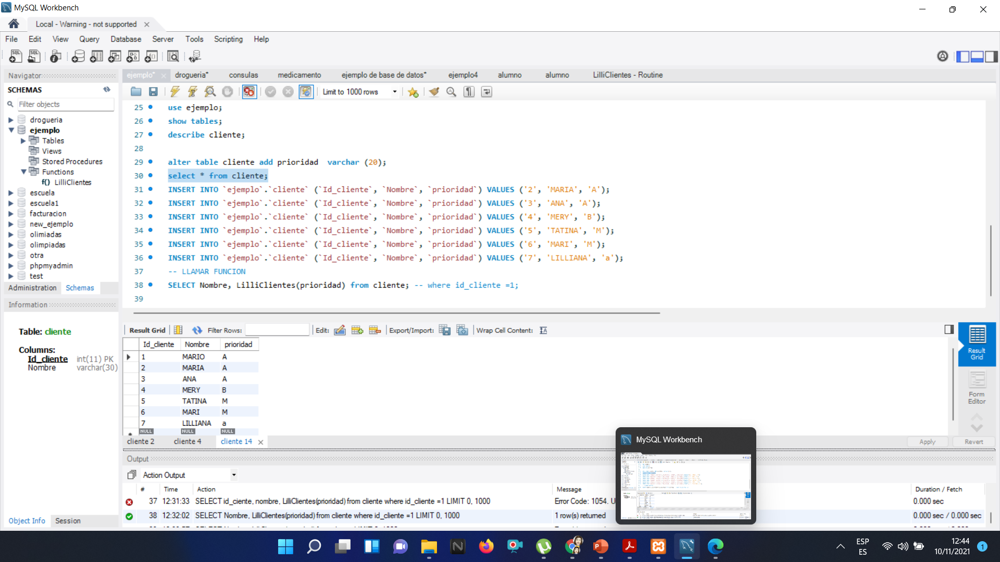 MySQL Workbench
Local - Warning - not supported
File Edit View Query Database Server Tools Scripting Help
Navigator
ejemplo* drogueria* consulas medicamento ejemplo de base de datos* ejemplo4 alumno alumno LilliClientes - Routine
SCHEMAS
Limit to 1000 rows
Filter objects
drogueria
ejemplo
Tables
Views
Stored Procedures
Functions
f() LilliClientes
escuela
escuela1
facturacion
new_ejemplo
olimiadas
olimpiadas
otra
phpmyadmin
test
Administration Schemas
Information
Table: cliente
Columns:
Id_cliente int(11) PK
Nombre varchar(30)
Object Info Session
25 use ejemplo;
26 show tables;
27 describe cliente;
28
29 alter table cliente add prioridad varchar (20);
30 select * from cliente;
31 INSERT INTO `ejemplo`.`cliente` (`Id_cliente`, `Nombre`, `prioridad`) VALUES ('2', 'MARIA', 'A');
32 INSERT INTO `ejemplo`.`cliente` (`Id_cliente`, `Nombre`, `prioridad`) VALUES ('3', 'ANA', 'A');
33 INSERT INTO `ejemplo`.`cliente` (`Id_cliente`, `Nombre`, `prioridad`) VALUES ('4', 'MERY', 'B');
34 INSERT INTO `ejemplo`.`cliente` (`Id_cliente`, `Nombre`, `prioridad`) VALUES ('5', 'TATINA', 'M');
35 INSERT INTO `ejemplo`.`cliente` (`Id_cliente`, `Nombre`, `prioridad`) VALUES ('6', 'MARI', 'M');
36 INSERT INTO `ejemplo`.`cliente` (`Id_cliente`, `Nombre`, `prioridad`) VALUES ('7', 'LILLIANA', 'a');
37 -- LLAMAR FUNCION
38 SELECT Nombre, LilliClientes(prioridad) from cliente; -- where id_cliente =1;
39
Result Grid Filter Rows: Edit: Export/Import: Wrap Cell Content:
Id_cliente Nombre prioridad
1 MARIO A
2 MARIA A
3 ANA A
4 MERY B
5 TATINA M
6 MARI M
7 LILLIANA a
NULL NULL NULL
Result Grid
Form Editor
cliente 2 cliente 4 cliente 14
Apply Revert
MySQL Workbench
Output
Action Output
# Time Action Message Duration / Fetch
37 12:31:33 SELECT id_ciente, nombre, LilliClientes(prioridad) from cliente where id_cliente =1 LIMIT 0, 1000 Error Code: 1054. U 0.000 sec
38 12:32:02 SELECT Nombre, LilliClientes(prioridad) from cliente where id_cliente =1 LIMIT 0, 1000 1 row(s) returned 0.000 sec / 0.000 sec
ESP
ES
12:44
10/11/2021
1